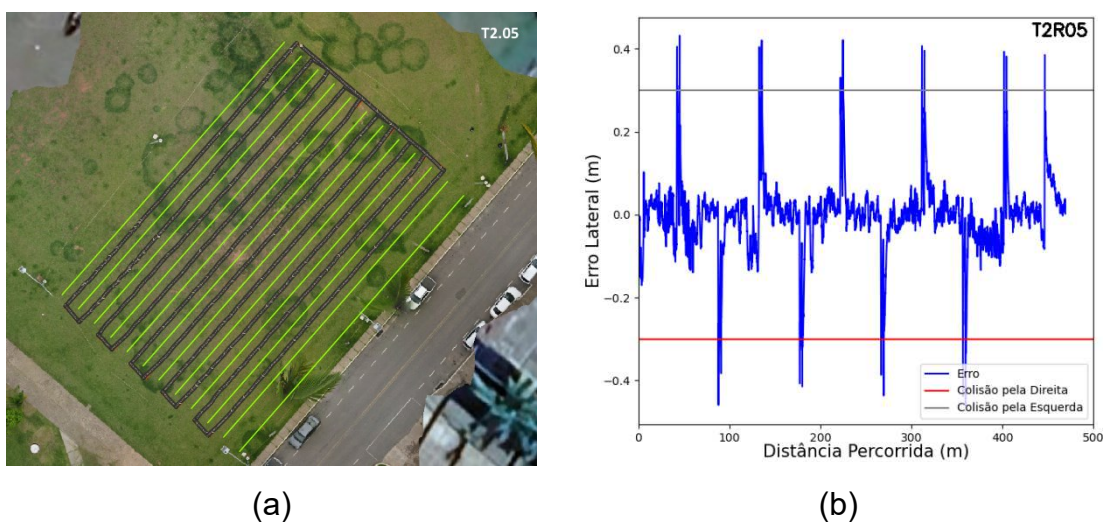 T2.05
T2R05
Erro Lateral (m)
0.4
0.2
0.0
−0.2
−0.4
Erro
Colisão pela Direita
Colisão pela Esquerda
0 100 200 300 400 500
Distância Percorrida (m)
(a) (b)